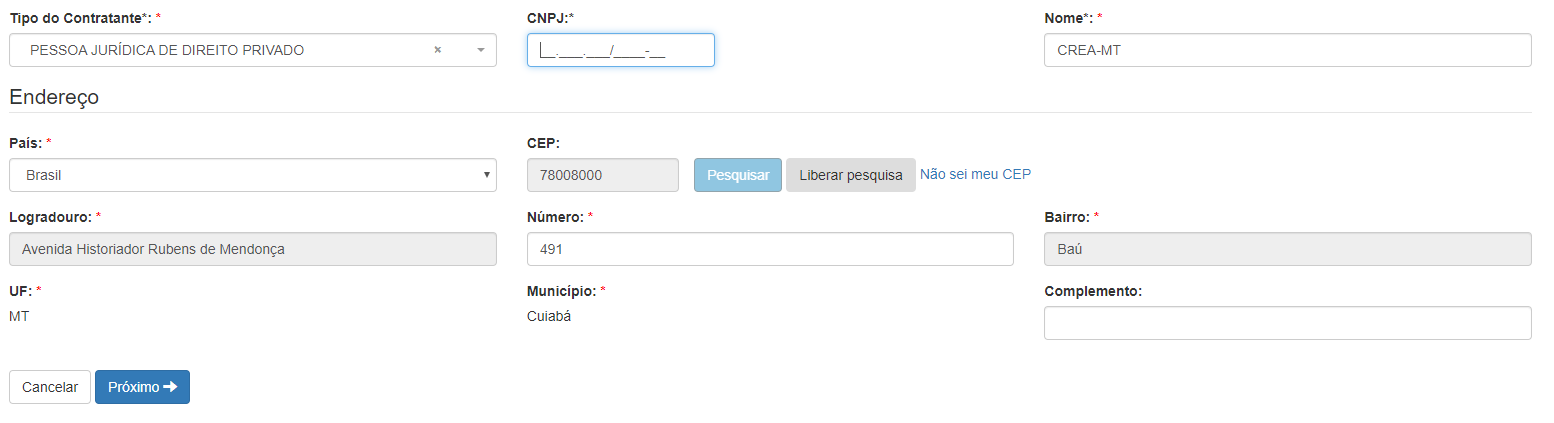 Tipo do Contratante*: * CNPJ:* Nome*: *
PESSOA JURÍDICA DE DIREITO PRIVADO × __.___.___/____-__ CREA-MT
Endereço
País: * CEP:
Brasil 78008000 Pesquisar Liberar pesquisa Não sei meu CEP
Logradouro: * Número: * Bairro: *
Avenida Historiador Rubens de Mendonça 491 Baú
UF: * Município: * Complemento:
MT Cuiabá
Cancelar Próximo